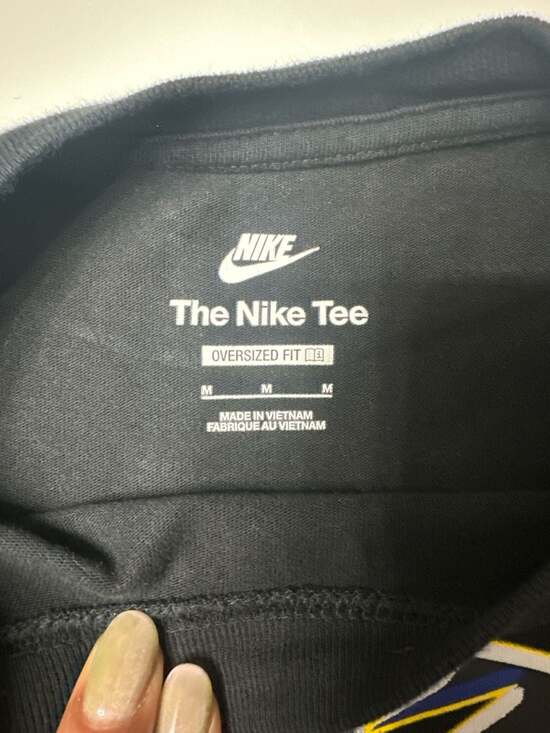 NIKE
The Nike Tee
OVERSIZED FIT
M M M
MADE IN VIETNAM
FABRIQUE AU VIETNAM